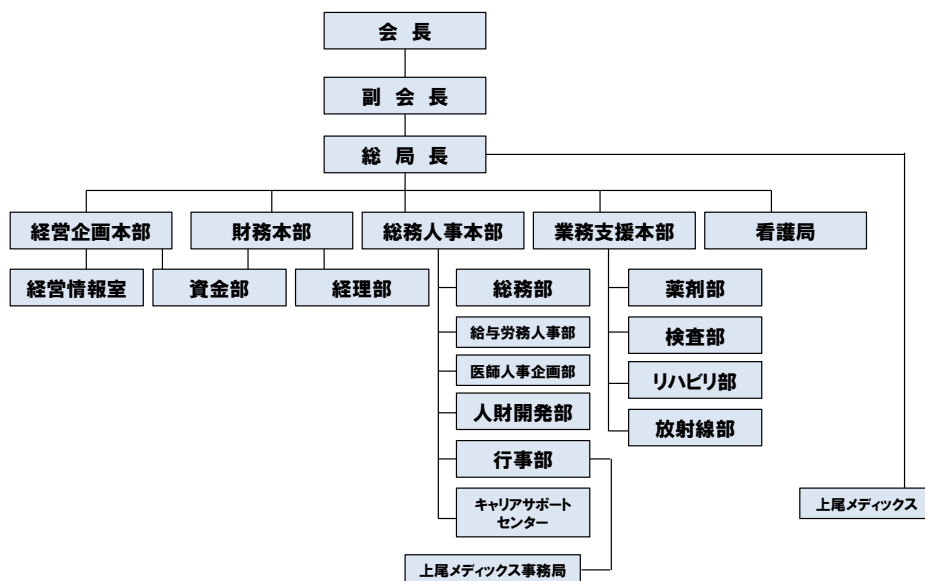 会 長
副 会 長
総 局 長
経営企画本部
財務本部
総務人事本部
業務支援本部
看護局
経営情報室
資金部
経理部
総務部
薬剤部
給与労務人事部
検査部
医師人事企画部
リハビリ部
人財開発部
放射線部
行事部
キャリアサポート
センター
上尾メディックス
上尾メディックス事務局